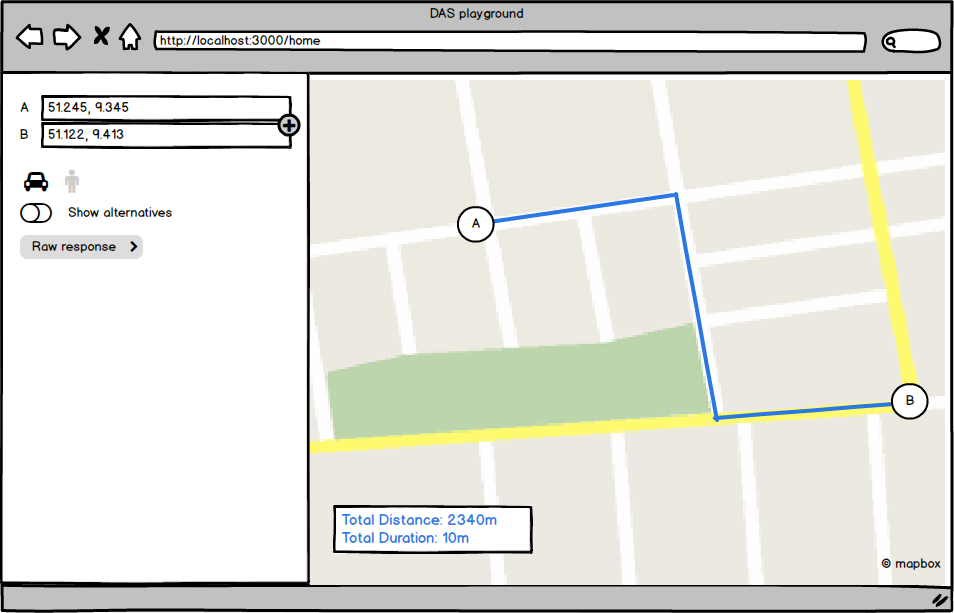 DAS playground
http://localhost:3000/home
A 51.245, 9.345
B 51.122, 9.413
Show alternatives
Raw response
A
B
Total Distance: 2340m
Total Duration: 10m
© mapbox